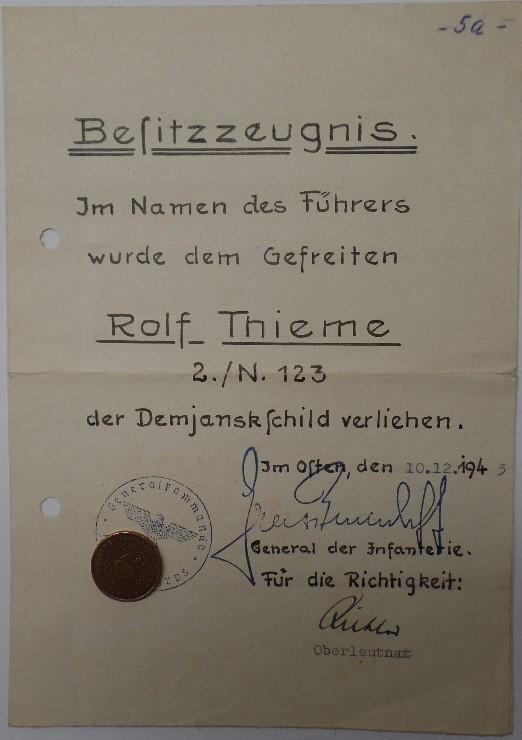 -5a-
Besitzzeugnis.
Im Namen des Führers
wurde dem Gefreiten
Rolf Thieme
2./N. 123
der Demjanskschild verliehen.
Im Osten, den 10.12.1943
General der Infanterie.
Für die Richtigkeit:
Oberleutnant
Generalkommando